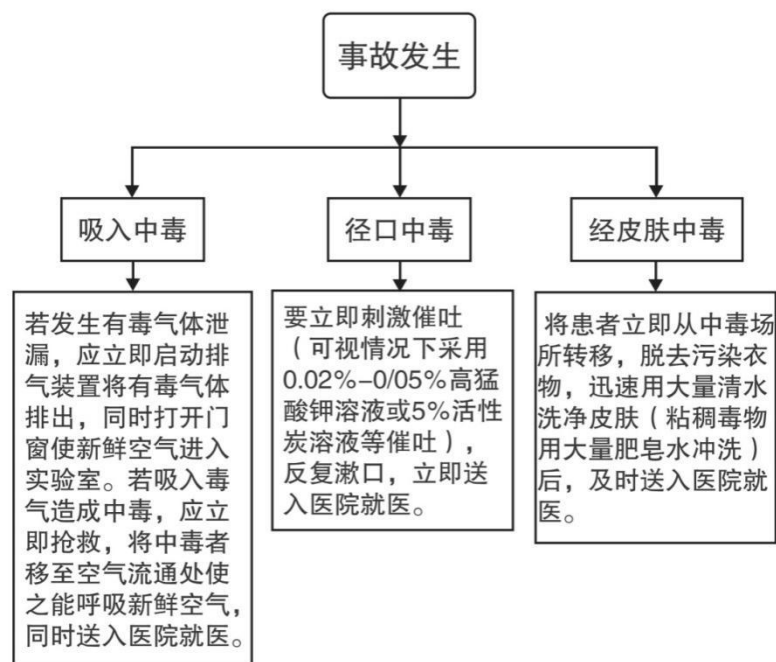 事故发生
吸入中毒
若发生有毒气体泄
漏，应立即启动排
气装置将有毒气体
排出，同时打开门
窗使新鲜空气进入
实验室。若吸入毒
气造成中毒，应立
即抢救，将中毒者
移至空气流通处使
之能呼吸新鲜空气，
同时送入医院就医。
径口中毒
要立即刺激催吐
（可视情况下采用
0.02%–0/05%高猛
酸钾溶液或5%活性
炭溶液等催吐），
反复漱口，立即送
入医院就医。
经皮肤中毒
将患者立即从中毒场
所转移，脱去污染衣
物，迅速用大量清水
洗净皮肤（粘稠毒物
用大量肥皂水冲洗）
后，及时送入医院就
医。